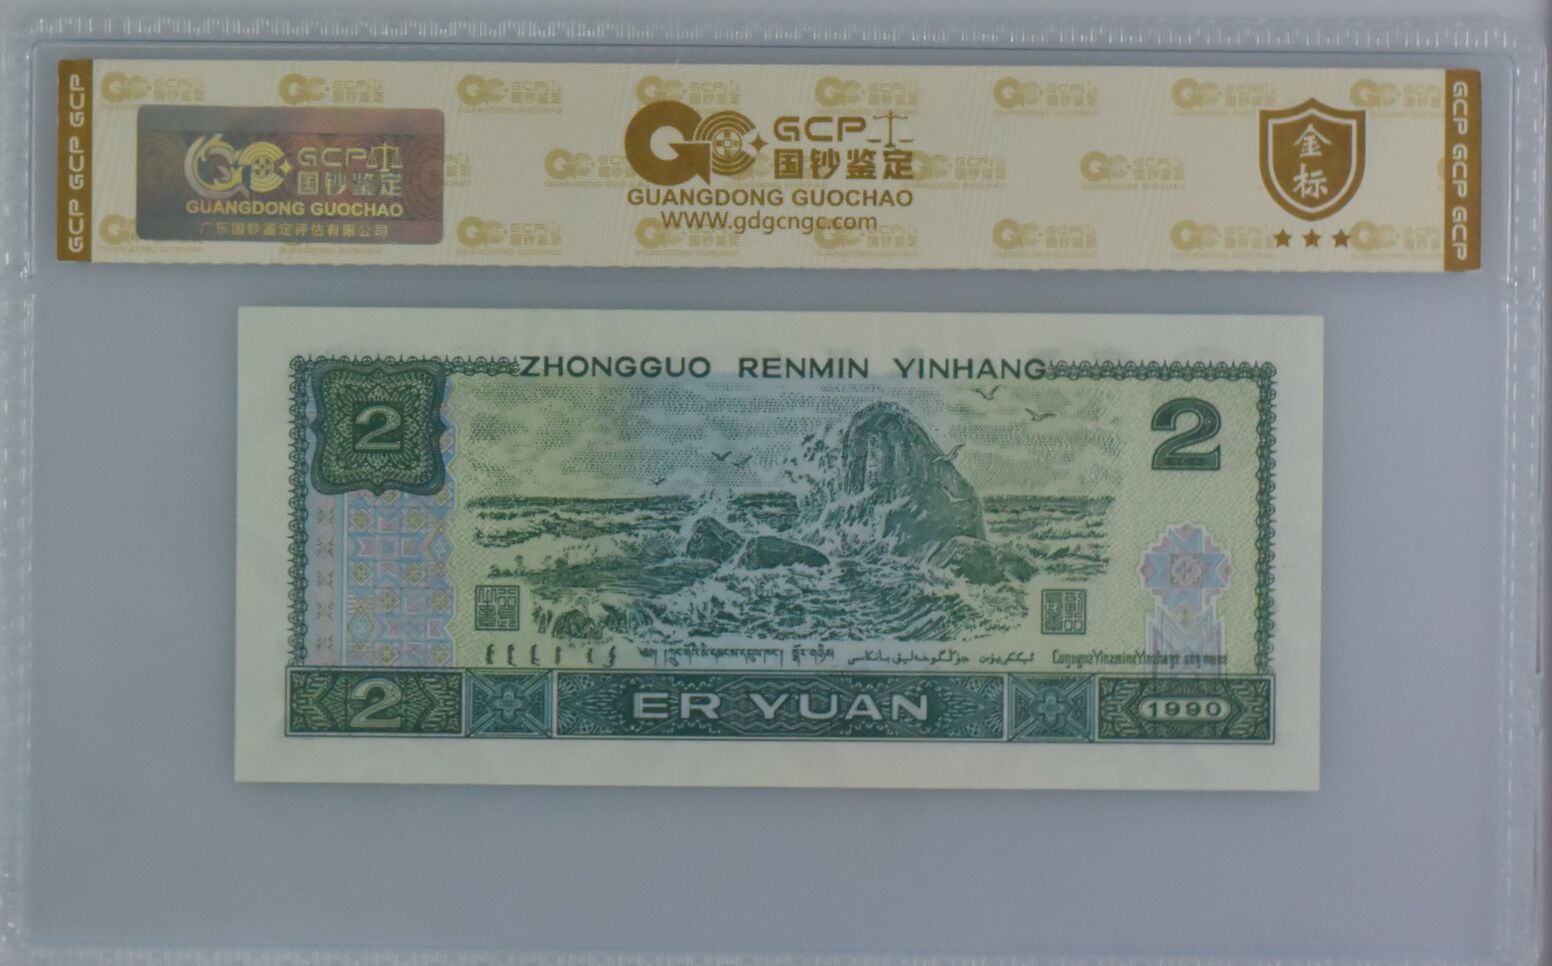 GCP GCP GCP
GCP
国钞鉴定
GUANGDONG GUOCHAO
广东国钞鉴定评估有限公司
GCP
国钞鉴定
GUANGDONG GUOCHAO
WWW.gdgcngc.com
金标
GCP GCP GCP
ZHONGGUO RENMIN YINHANG
2
2
2 ER YUAN 1990